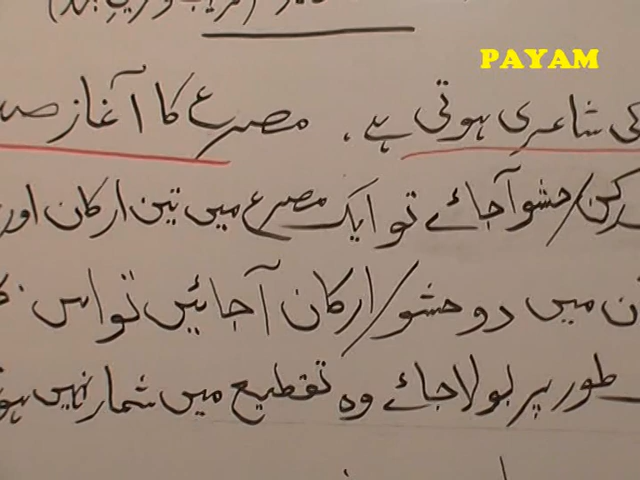 PAYAM
شاعری ہوتی ہے ۔ مصرع کا آغاز
رکن/حشو آجائے تو ایک مصرع میں تین ارکان اور
میں دو حشو/ارکان آجائیں تو اس
طور پر بولا جائے وہ تقطیع میں شمار نہیں